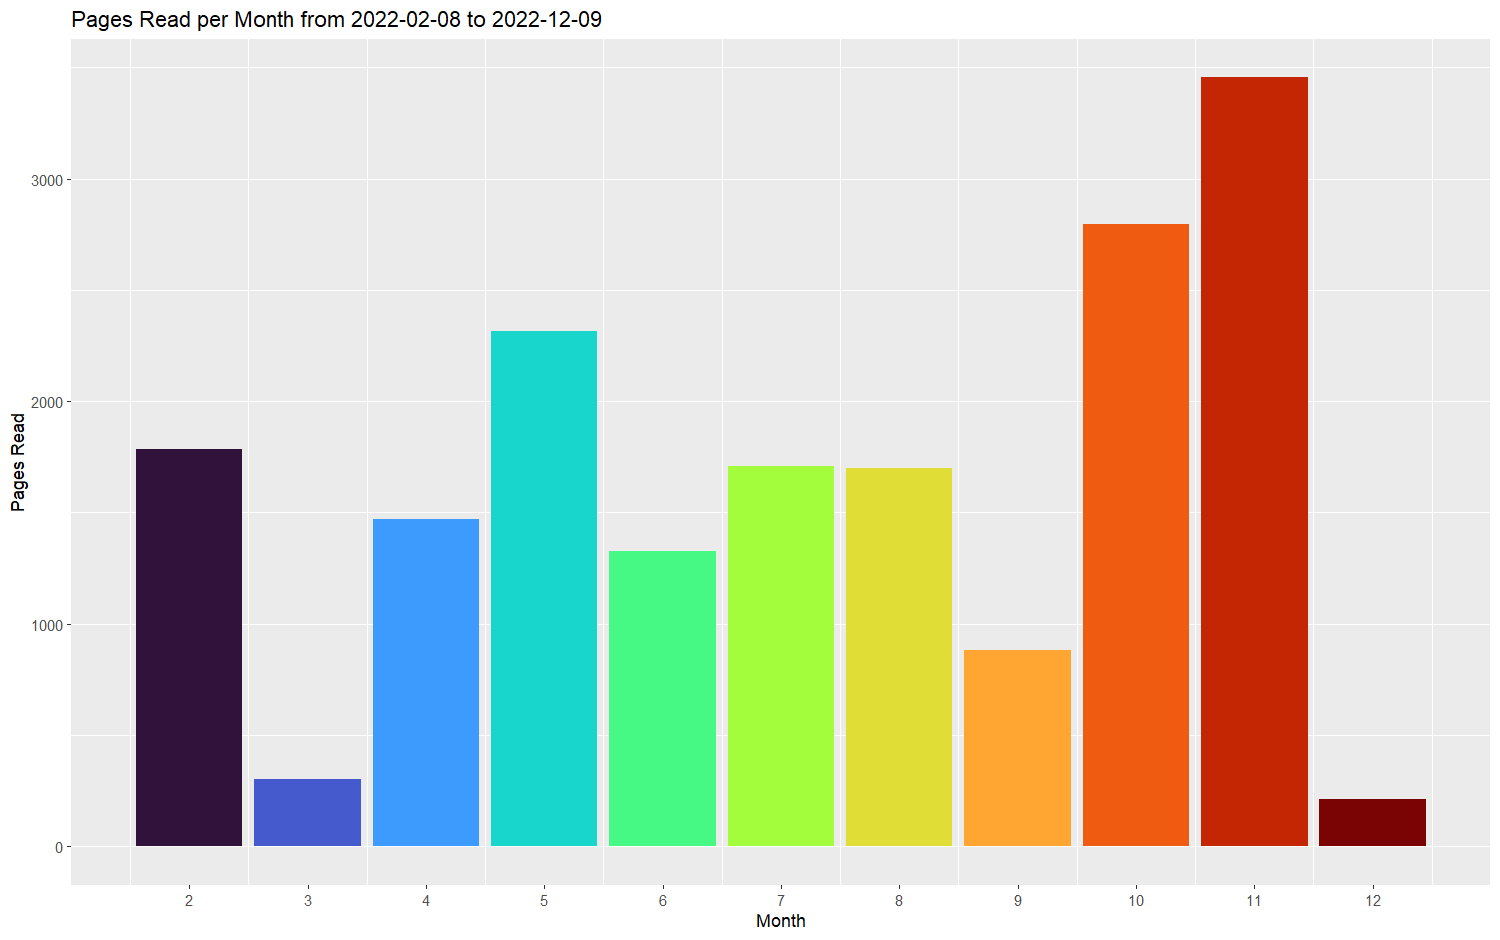 Pages Read per Month from 2022-02-08 to 2022-12-09
Pages Read
3000
2000
1000
0
2 3 4 5 6 7 8 9 10 11 12
Month